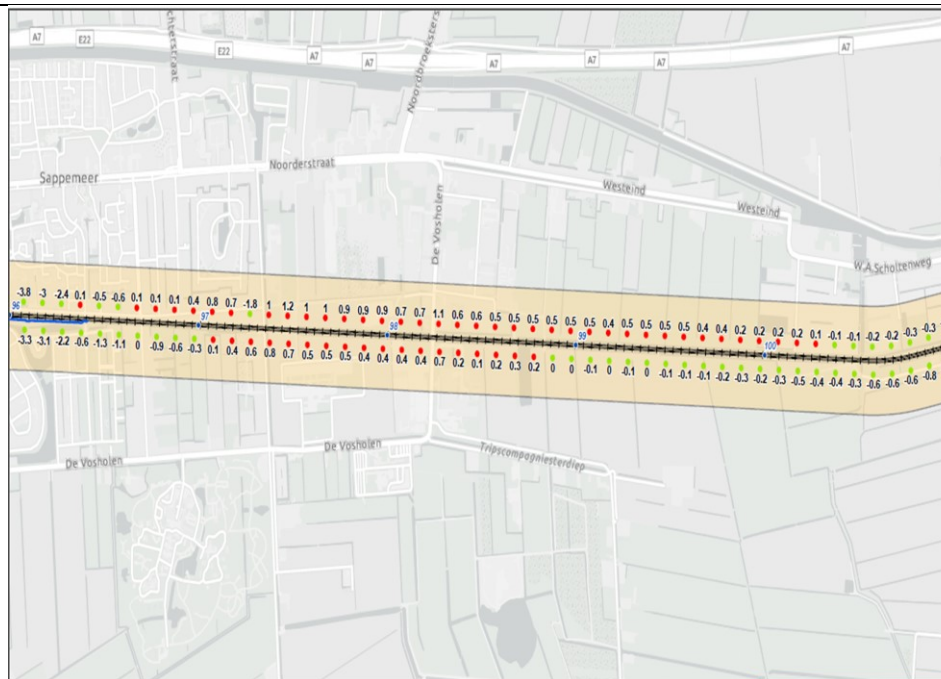 A7
E22
E22
A7
A7
A7
A7
A7
A7
chterstraat
Noordbroeksters
Noorderstraat
Sappemeer
De Vosholen
Westeind
Westeind
W.A.Scholtenweg
-3.8 -3 -2.4 0.1 -0.5 -0.6 0.1 0.1 0.1 0.4 0.8 0.7 -1.8 1 1.2 1 1 0.9 0.9 0.9 0.7 0.7 1.1 0.6 0.6 0.5 0.5 0.5 0.5 0.5 0.5 0.4 0.5 0.5 0.5 0.5 0.4 0.4 0.2 0.2 0.2 0.2 0.1 -0.1 -0.1 -0.2 -0.2 -0.3 -0.3
96
97
98
99
100
-3.3 -3.1 -2.2 -0.6 -1.3 -1.1 0 -0.9 -0.6 -0.3 0.1 0.4 0.6 0.8 0.7 0.5 0.5 0.5 0.4 0.4 0.4 0.4 0.7 0.2 0.1 0.2 0.3 0.2 0 0 -0.1 0 -0.1 0 -0.1 -0.1 -0.1 -0.2 -0.3 -0.2 -0.3 -0.5 -0.4 -0.4 -0.3 -0.6 -0.6 -0.6 -0.8
De Vosholen
De Vosholen
Tripscompagniesterdiep